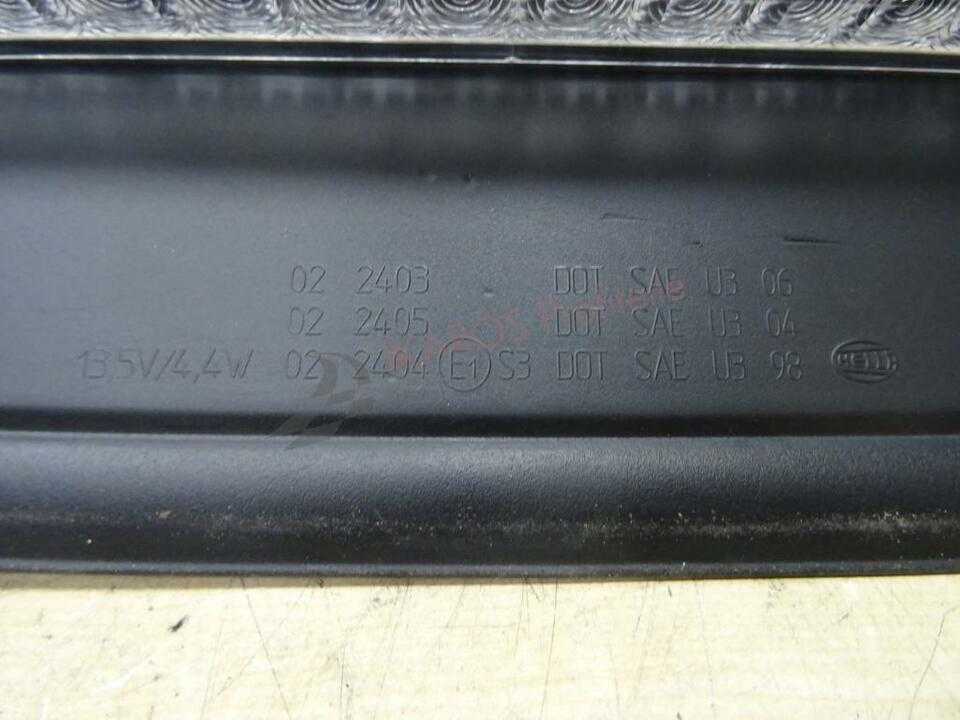 02 2403 DOT SAE U3 06
02 2405 DOT SAE U3 04
13,5V/4,4W 02 2404 E1 S3 DOT SAE U3 98 HELLA